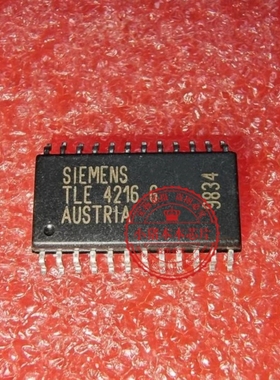 SIEMENS
TLE 4216 G
AUSTRIA
9834